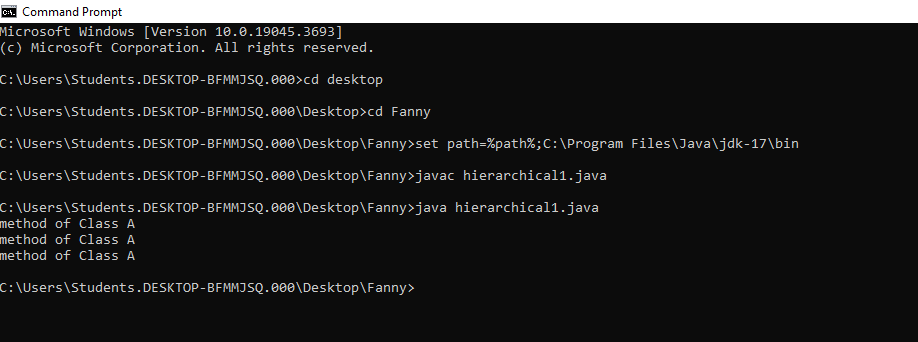 Command Prompt
Microsoft Windows [Version 10.0.19045.3693]
(c) Microsoft Corporation. All rights reserved.
C:\Users\Students.DESKTOP-BFMMJSQ.000>cd desktop
C:\Users\Students.DESKTOP-BFMMJSQ.000\Desktop>cd Fanny
C:\Users\Students.DESKTOP-BFMMJSQ.000\Desktop\Fanny>set path=%path%;C:\Program Files\Java\jdk-17\bin
C:\Users\Students.DESKTOP-BFMMJSQ.000\Desktop\Fanny>javac hierarchical1.java
C:\Users\Students.DESKTOP-BFMMJSQ.000\Desktop\Fanny>java hierarchical1.java
method of Class A
method of Class A
method of Class A
C:\Users\Students.DESKTOP-BFMMJSQ.000\Desktop\Fanny>